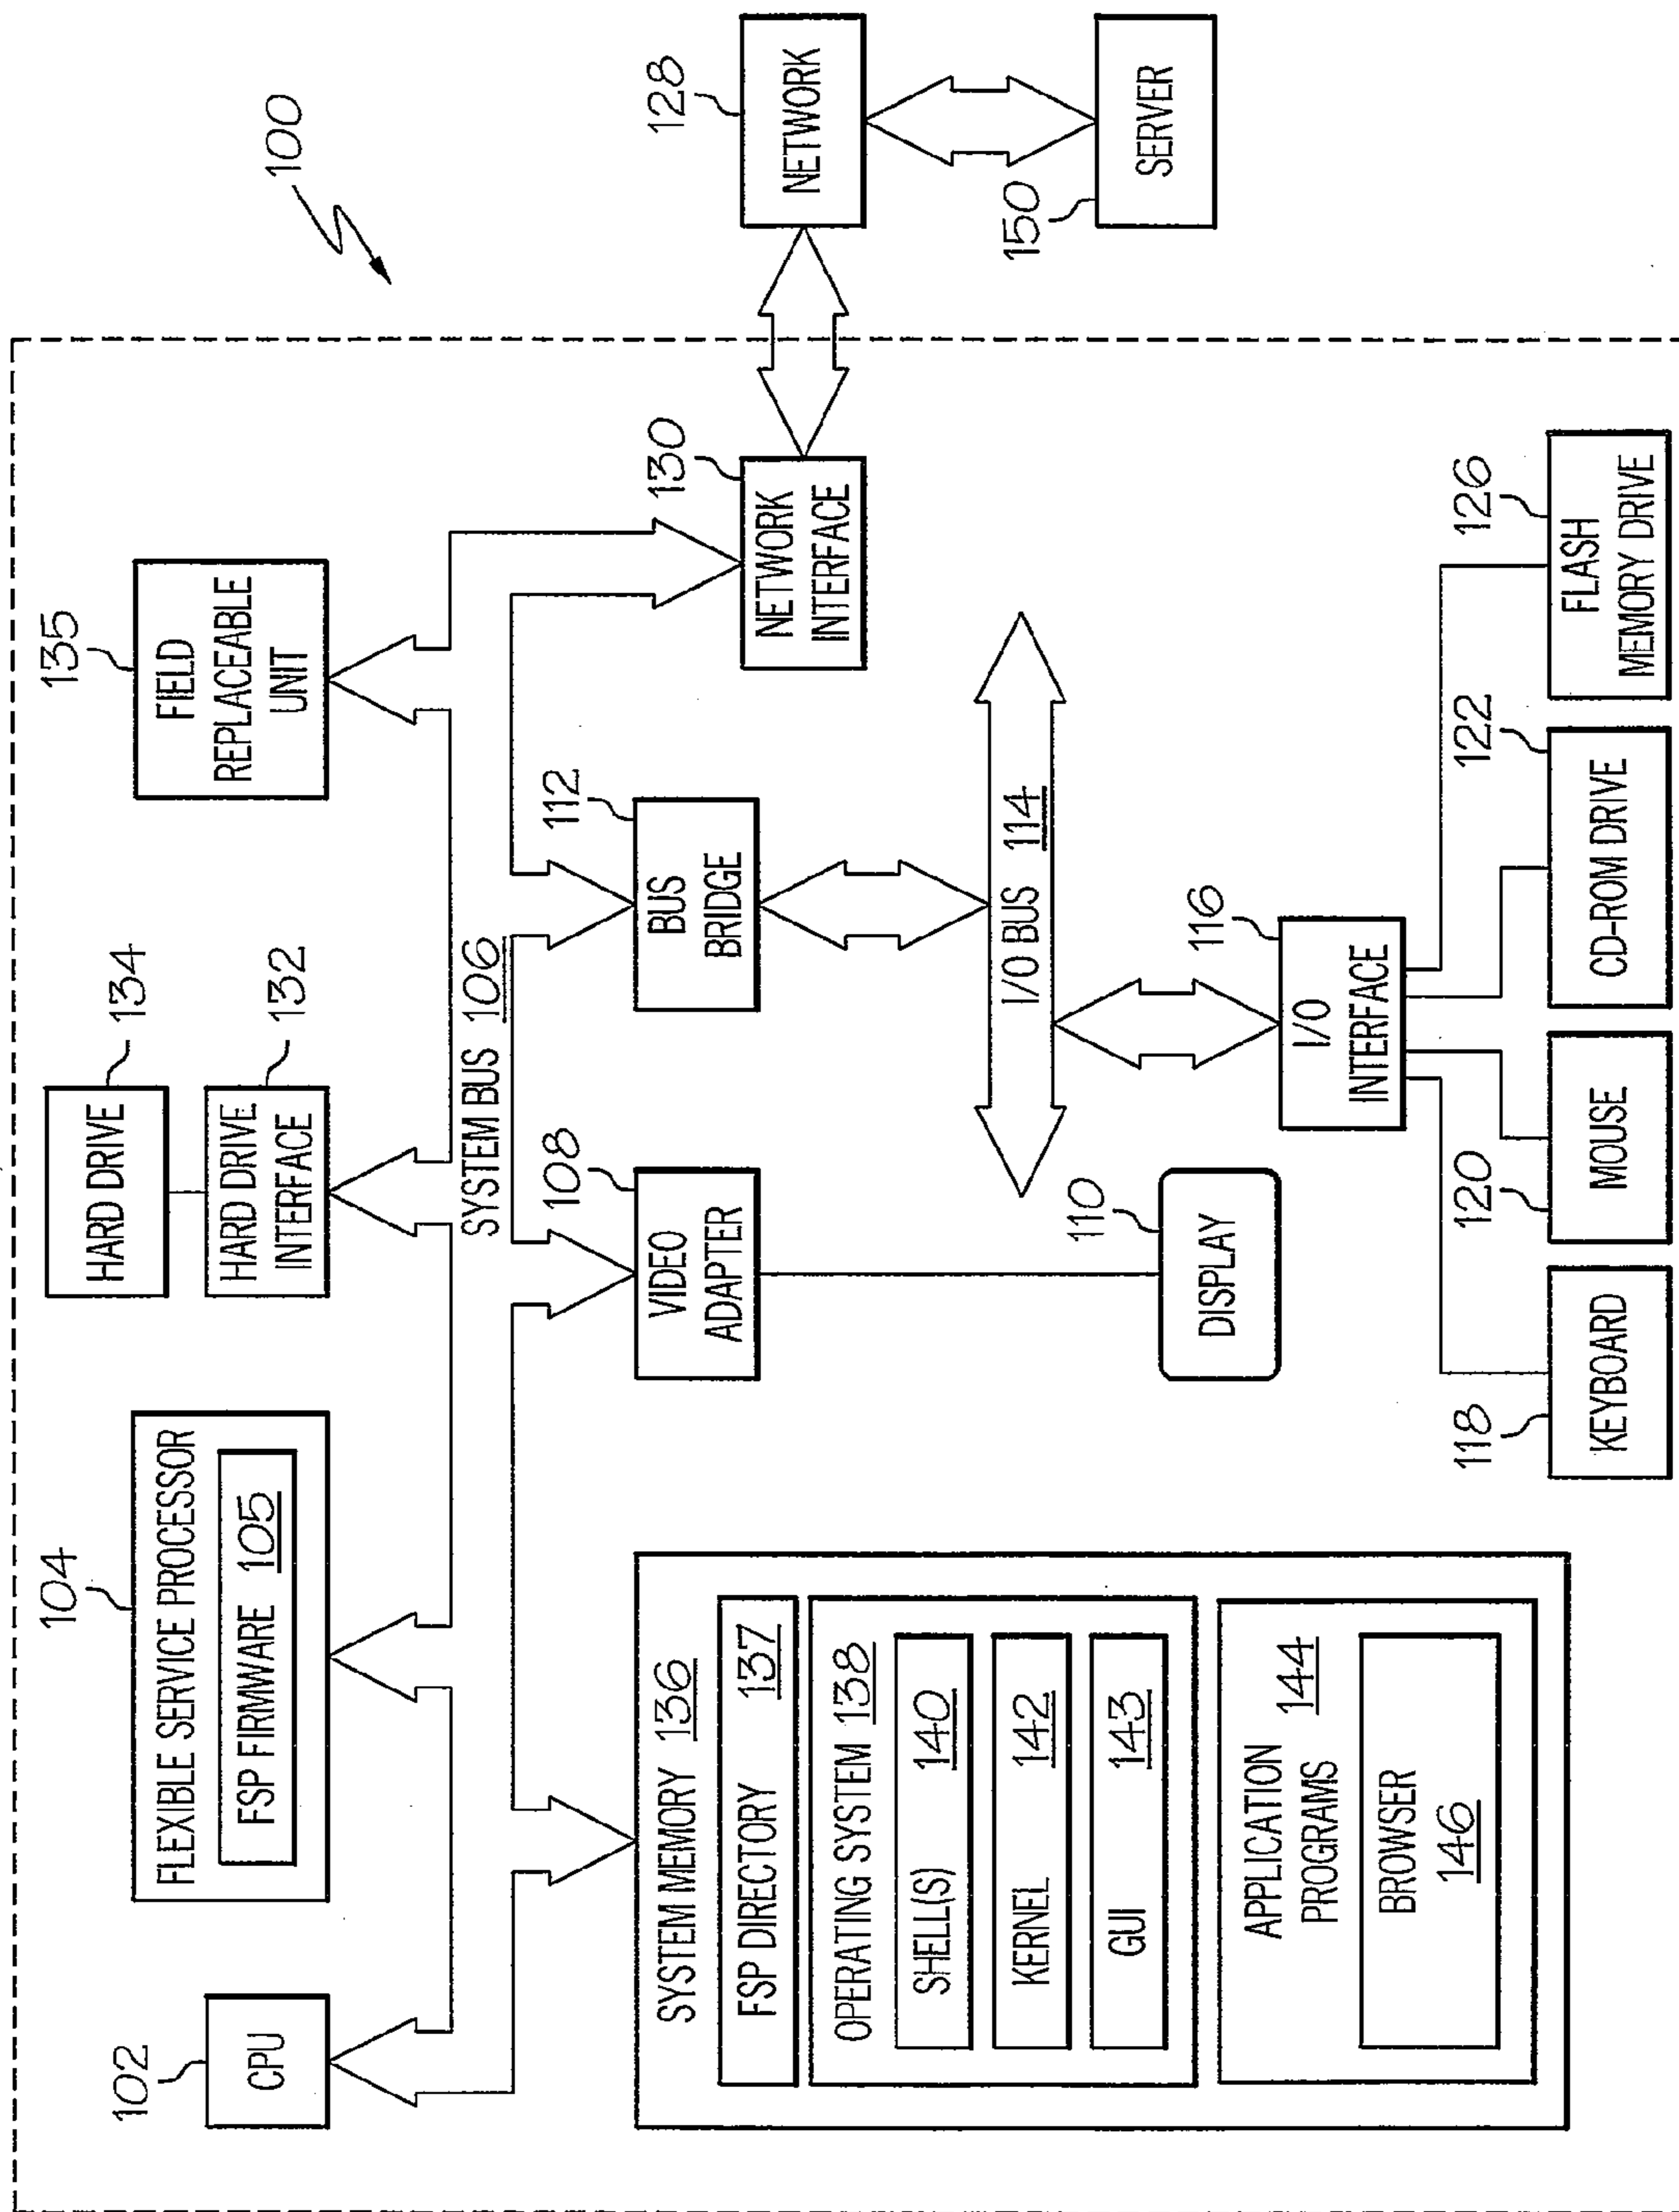 100
102
CPU
104
FLEXIBLE SERVICE PROCESSOR
FSP FIRMWARE 105
HARD DRIVE
134
HARD DRIVE
INTERFACE
132
135
FIELD
REPLACEABLE
UNIT
SYSTEM BUS 106
SYSTEM MEMORY 136
FSP DIRECTORY 137
OPERATING SYSTEM 138
SHELL(S) 140
KERNEL 142
GUI 143
APPLICATION
PROGRAMS 144
BROWSER
146
VIDEO
ADAPTER
108
DISPLAY
110
BUS
BRIDGE
112
NETWORK
INTERFACE
130
NETWORK
128
SERVER
150
I/O BUS 114
I/O
INTERFACE
116
118
KEYBOARD
120
MOUSE
CD-ROM DRIVE
122
FLASH
MEMORY DRIVE
126